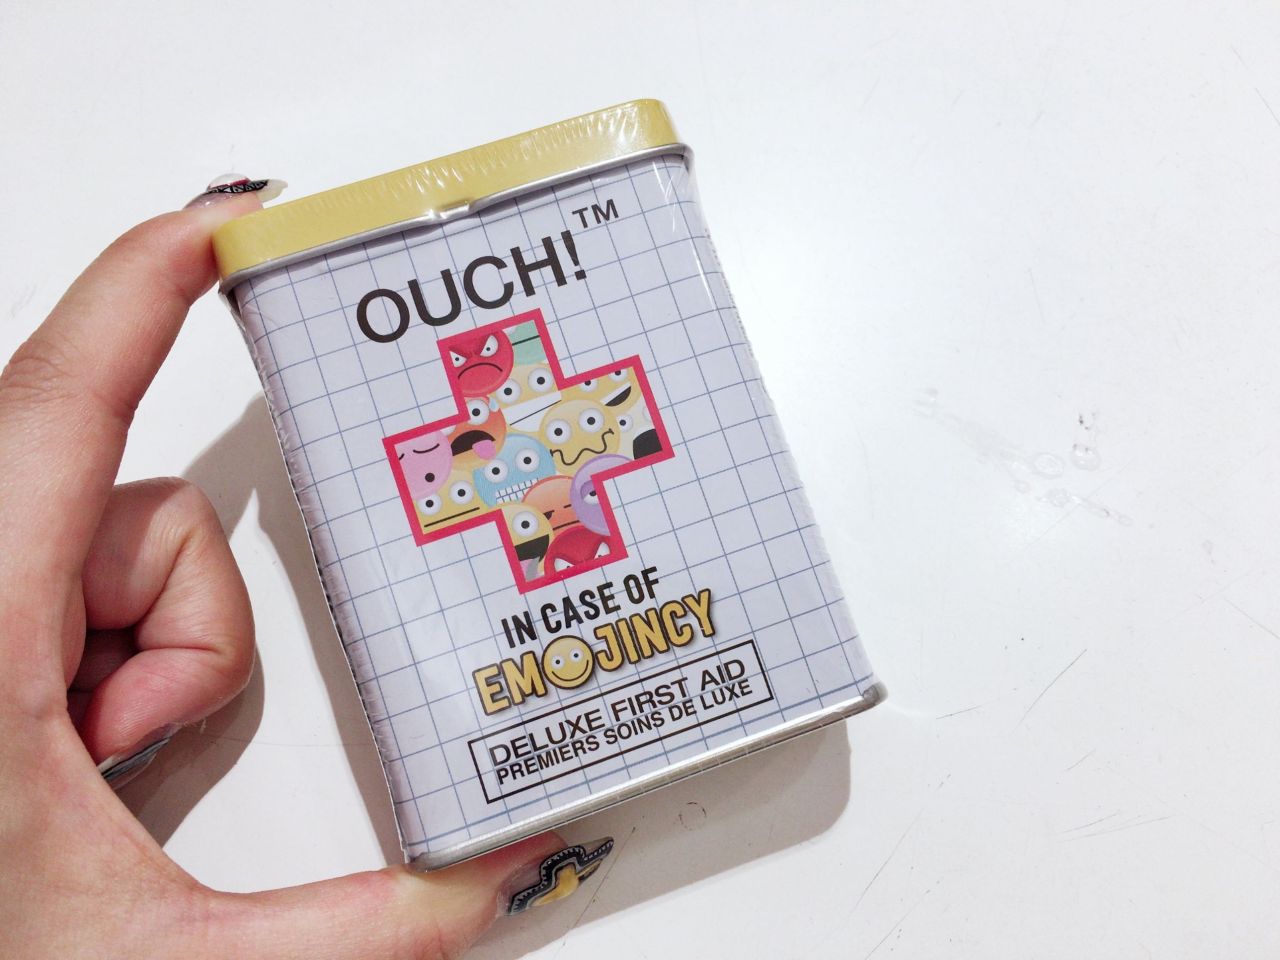 OUCH!™
IN CASE OF
EMOJINCY
DELUXE FIRST AID
PREMIERS SOINS DE LUXE